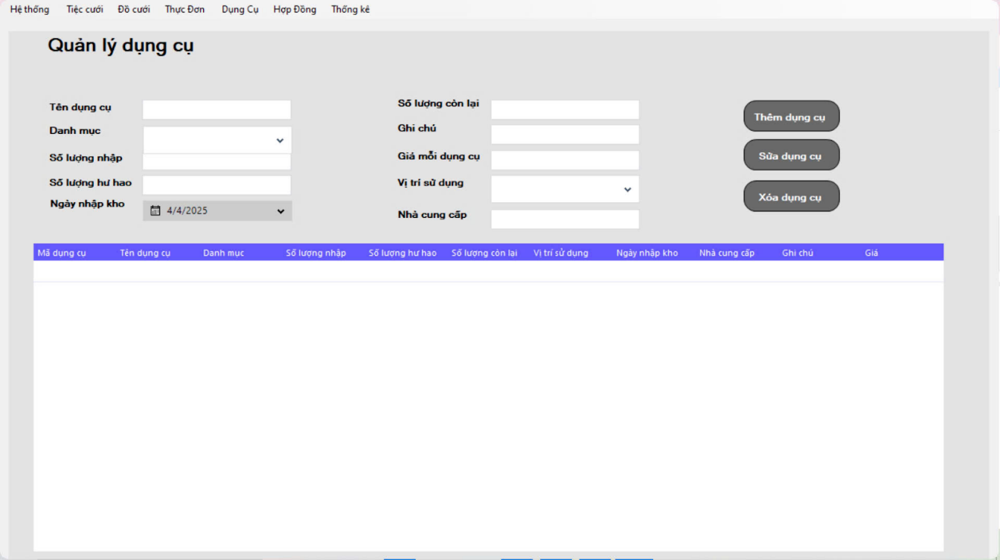 Hệ thống Tiệc cưới Đồ cưới Thực Đơn Dụng Cụ Hợp Đồng Thống kê
Quản lý dụng cụ
Tên dụng cụ
Danh mục
Số lượng nhập
Số lượng hư hao
Ngày nhập kho 4/4/2025
Số lượng còn lại
Ghi chú
Giá mỗi dụng cụ
Vị trí sử dụng
Nhà cung cấp
Thêm dụng cụ
Sửa dụng cụ
Xóa dụng cụ
Mã dụng cụ Tên dụng cụ Danh mục Số lượng nhập Số lượng hư hao Số lượng còn lại Vị trí sử dụng Ngày nhập kho Nhà cung cấp Ghi chú Giá